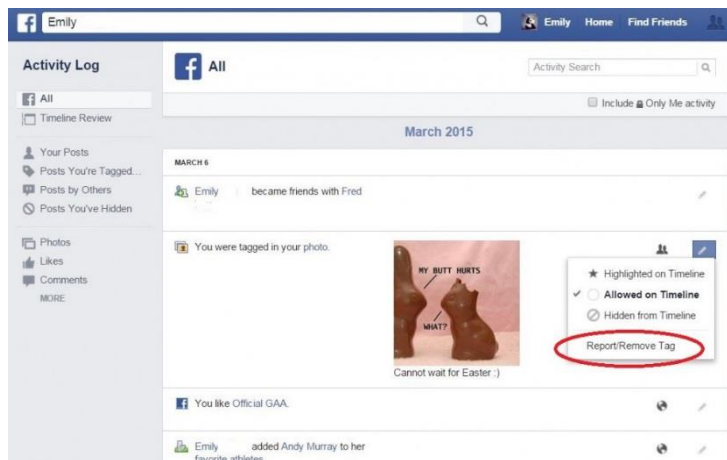 Emily
Emily Home Find Friends
Activity Log
All
Timeline Review
Your Posts
Posts You're Tagged...
Posts by Others
Posts You've Hidden
Photos
Likes
Comments
MORE
All
Activity Search
Include Only Me activity
March 2015
MARCH 6
Emily became friends with Fred
You were tagged in your photo.
MY BUTT HURTS
WHAT?
Cannot wait for Easter :)
Highlighted on Timeline
Allowed on Timeline
Hidden from Timeline
Report/Remove Tag
You like Official GAA.
Emily added Andy Murray to her
favorite athletes